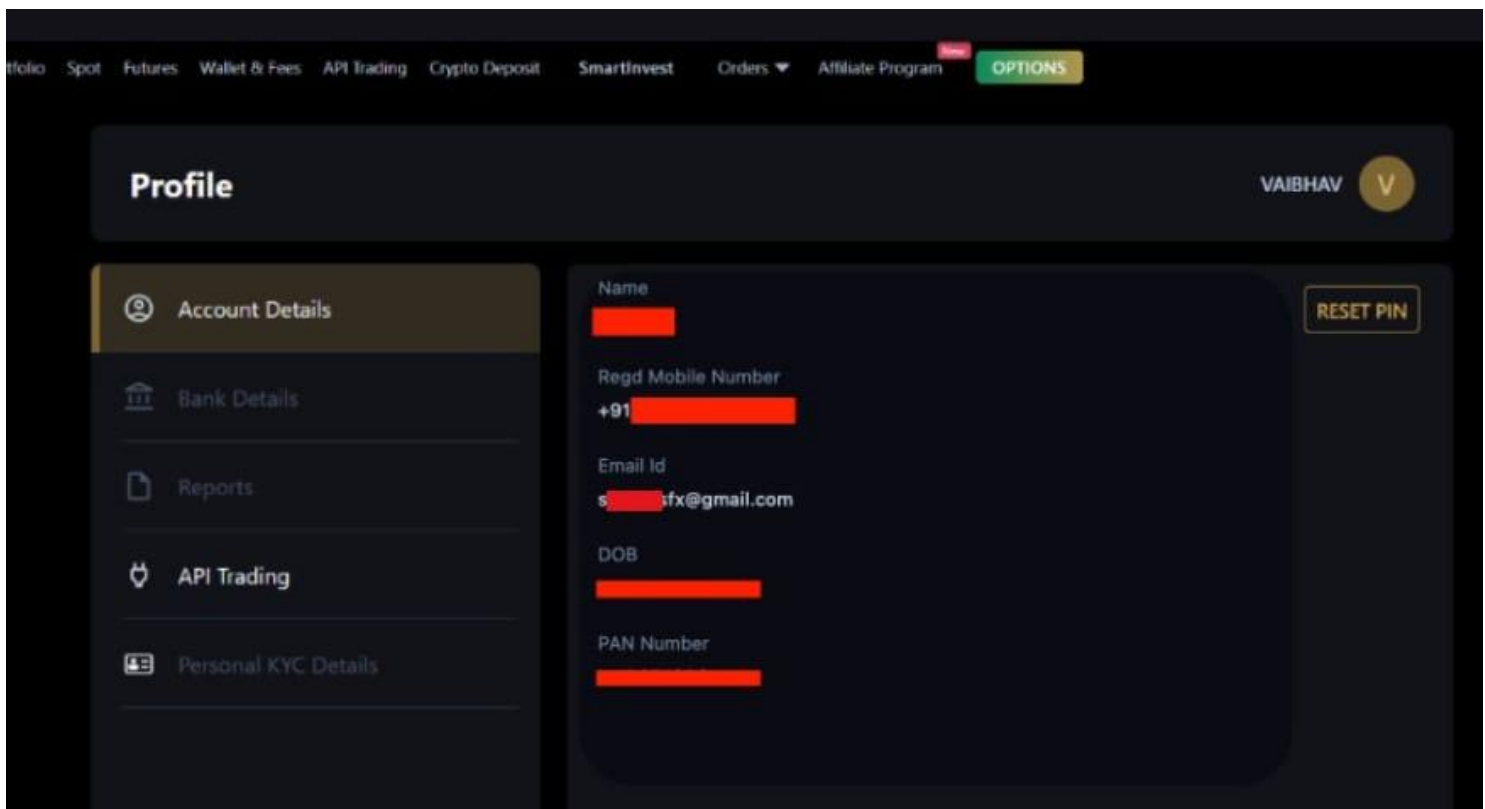 tfolio Spot Futures Wallet & Fees API Trading Crypto Deposit SmartInvest Orders Affiliate Program New OPTIONS
Profile
VAIBHAV V
Account Details
Bank Details
Reports
API Trading
Personal KYC Details
Name
RESET PIN
Regd Mobile Number
+91
Email Id
s sfx@gmail.com
DOB
PAN Number